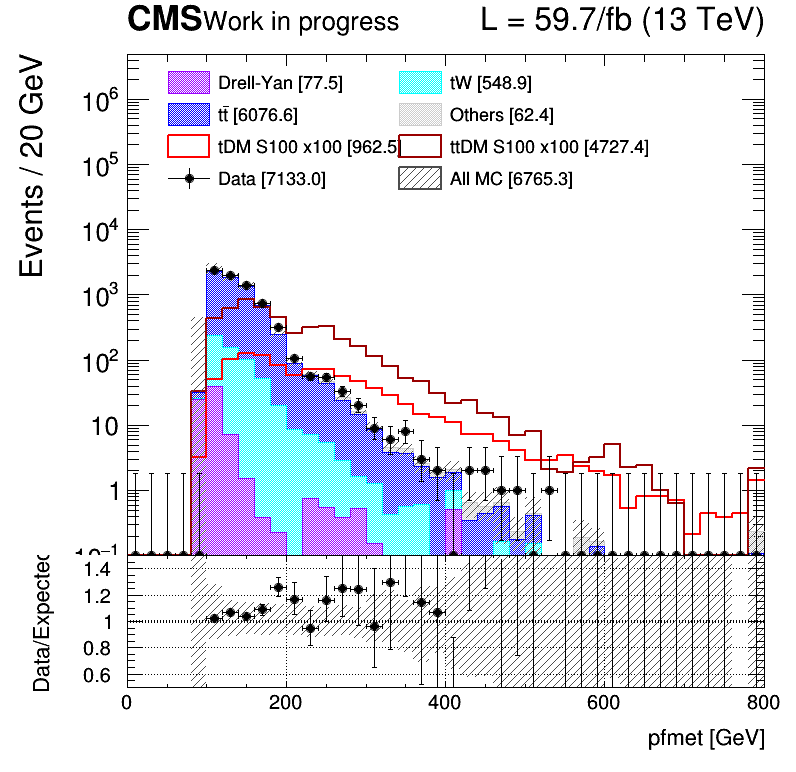 CMS Work in progress L = 59.7/fb (13 TeV)
Events / 20 GeV
Drell-Yan [77.5] tW [548.9]
tt̄ [6076.6] Others [62.4]
tDM S100 x100 [962.5] ttDM S100 x100 [4727.4]
Data [7133.0] All MC [6765.3]
10⁶
10⁵
10⁴
10³
10²
10
1
10⁻¹
Data/Expected
1.4
1.2
1
0.8
0.6
0 200 400 600 800
pfmet [GeV]